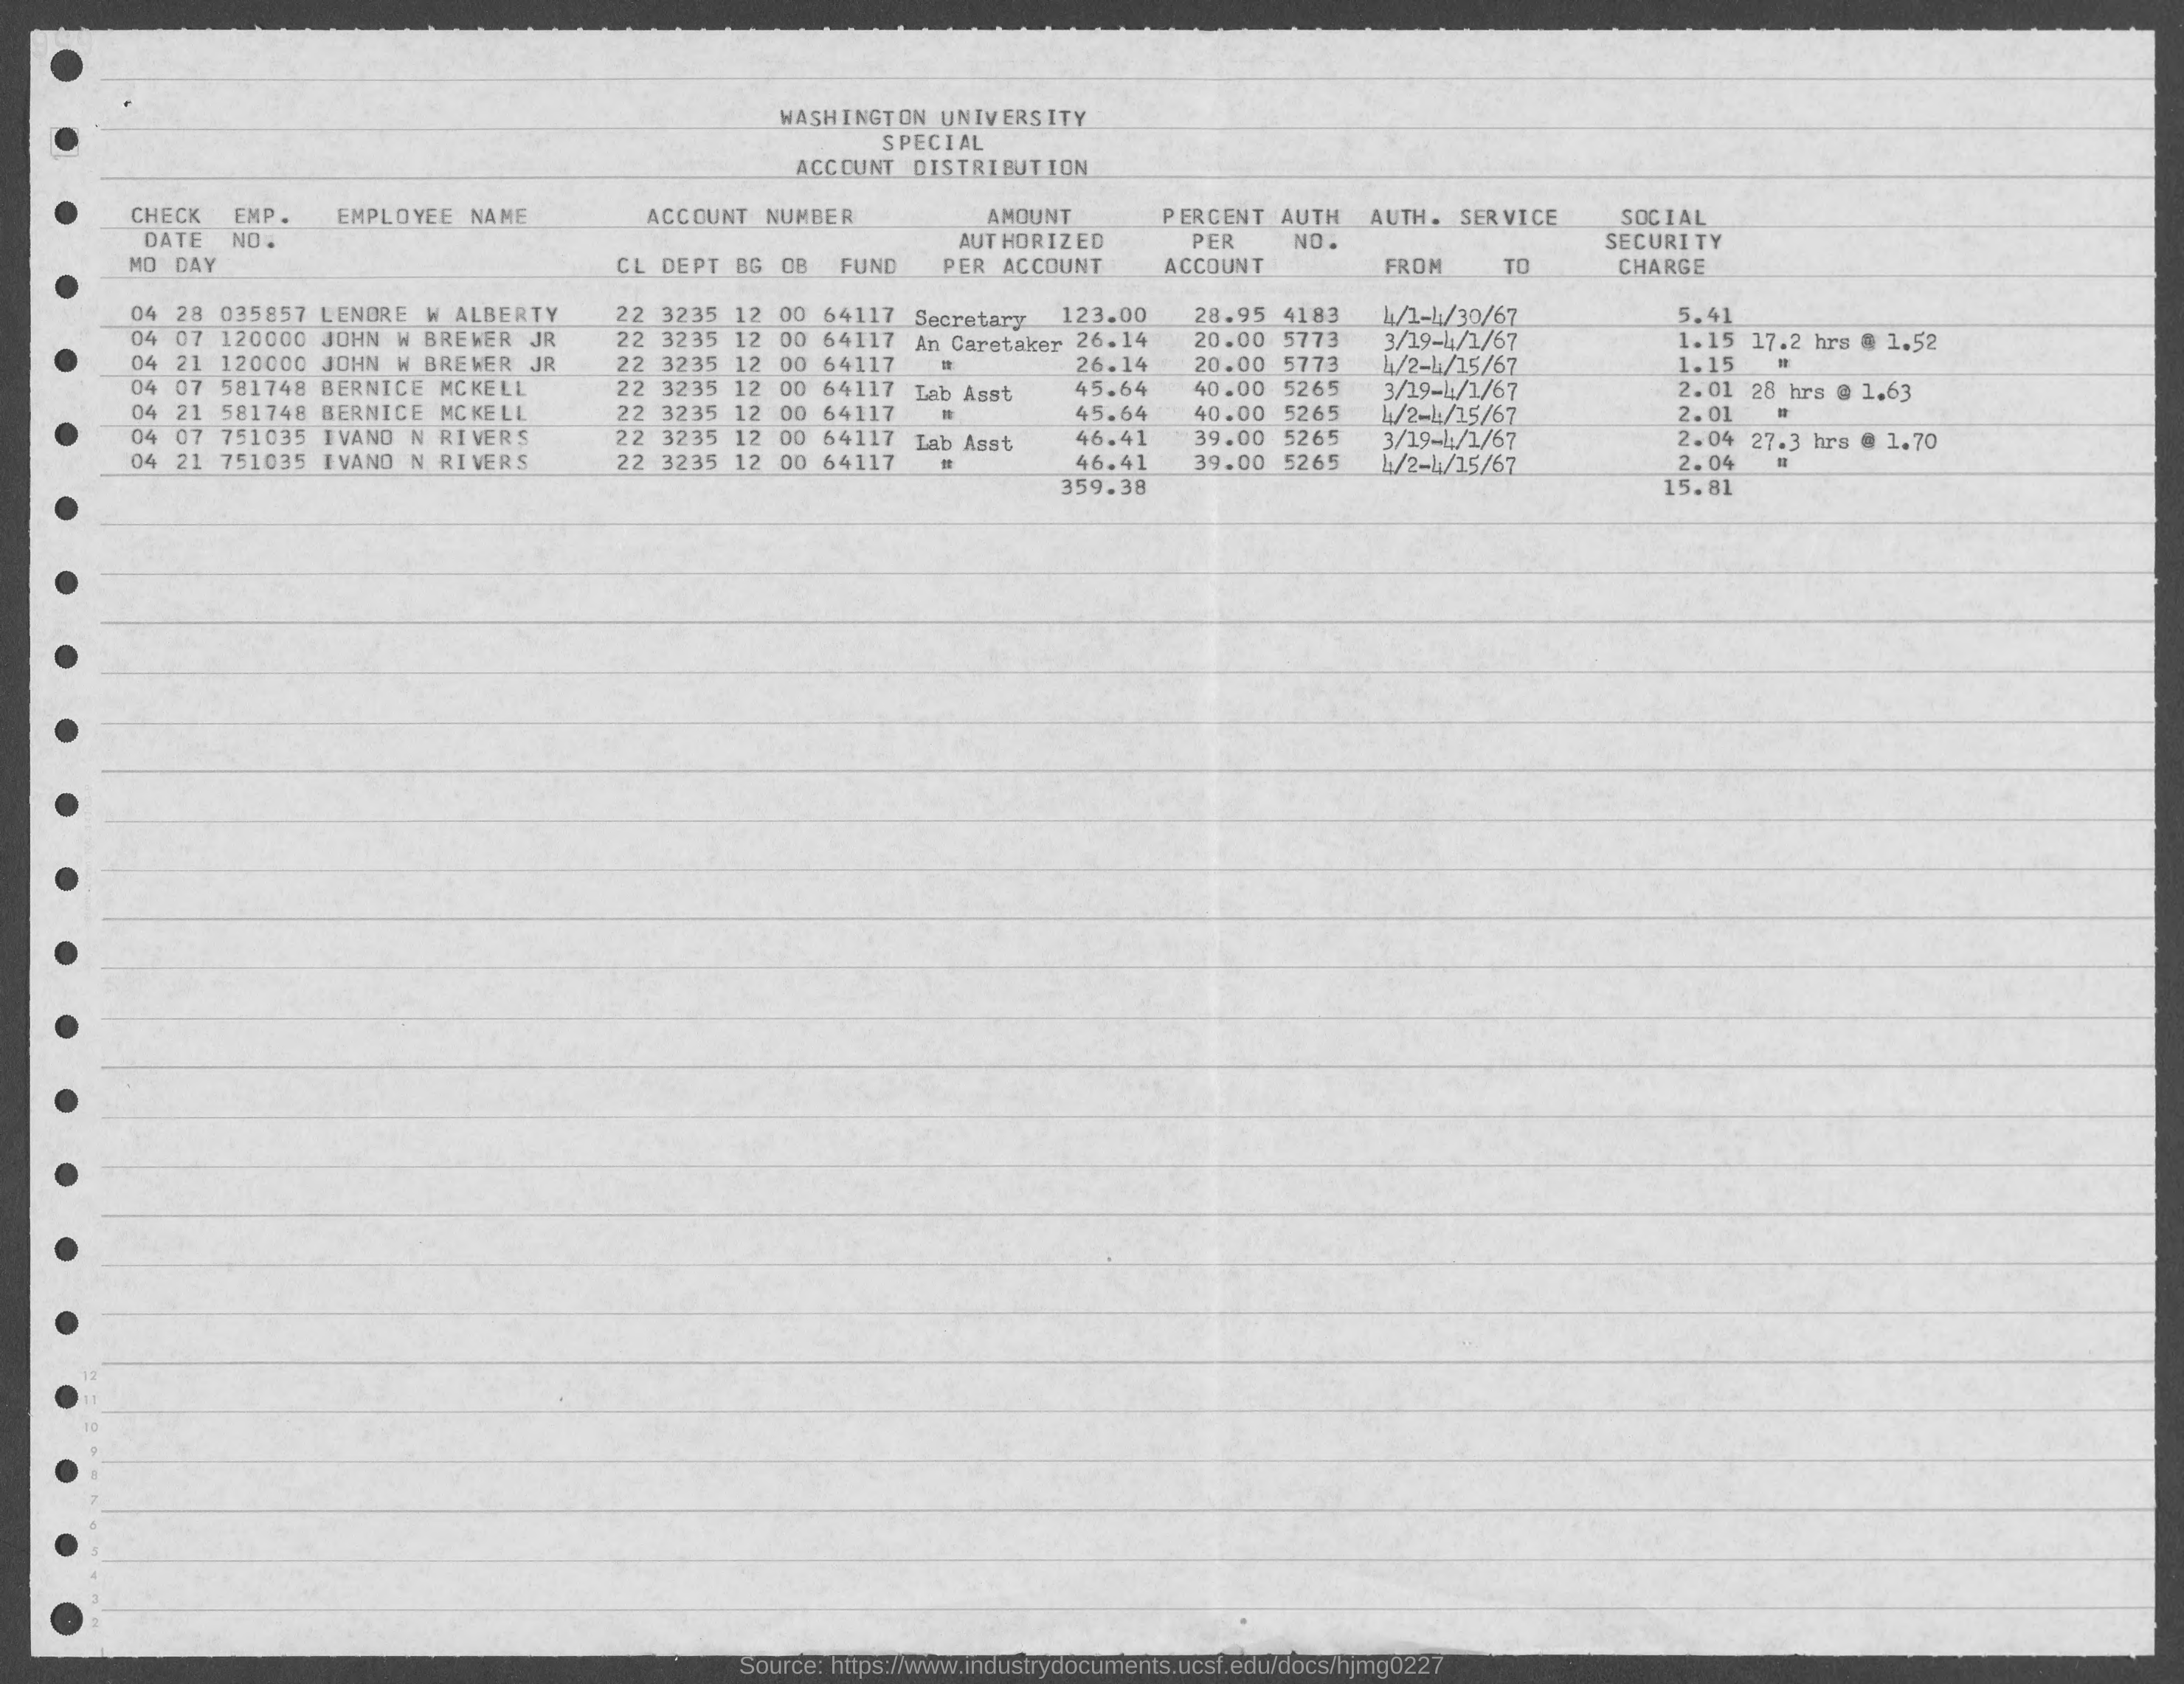 WASHINGTON UNIVERSITY
SPECIAL
ACCOUNT DISTRIBUTION
CHECK EMP. EMPLOYEE NAME ACCOUNT NUMBER AMOUNT PERCENT AUTH AUTH. SERVICE SOCIAL
DATE NO. AUTHORIZED PER NO. SECURITY
MO DAY CL DEPT BG OB FUND PER ACCOUNT ACCOUNT FROM TO CHARGE
04 28 035857 LENORE W ALBERTY 22 3235 12 00 64117 Secretary 123.00 28.95 4183 4/1-4/30/67 5.41
04 07 120000 JOHN W BREWER JR 22 3235 12 00 64117 An Caretaker 26.14 20.00 5773 3/19-4/1/67 1.15 17.2 hrs @ 1.52
04 21 120000 JOHN W BREWER JR 22 3235 12 00 64117 " 26.14 20.00 5773 4/2-4/15/67 1.15 "
04 07 581748 BERNICE MCKELL 22 3235 12 00 64117 Lab Asst 45.64 40.00 5265 3/19-4/1/67 2.01 28 hrs @ 1.63
04 21 581748 BERNICE MCKELL 22 3235 12 00 64117 " 45.64 40.00 5265 4/2-4/15/67 2.01 "
04 07 751035 IVANO N RIVERS 22 3235 12 00 64117 Lab Asst 46.41 39.00 5265 3/19-4/1/67 2.04 27.3 hrs @ 1.70
04 21 751035 IVANO N RIVERS 22 3235 12 00 64117 " 46.41 39.00 5265 4/2-4/15/67 2.04 "
359.38 15.81
12
11
10
9
8
7
6
5
4
3
2
Source: https://www.industrydocuments.ucsf.edu/docs/hjmg0227